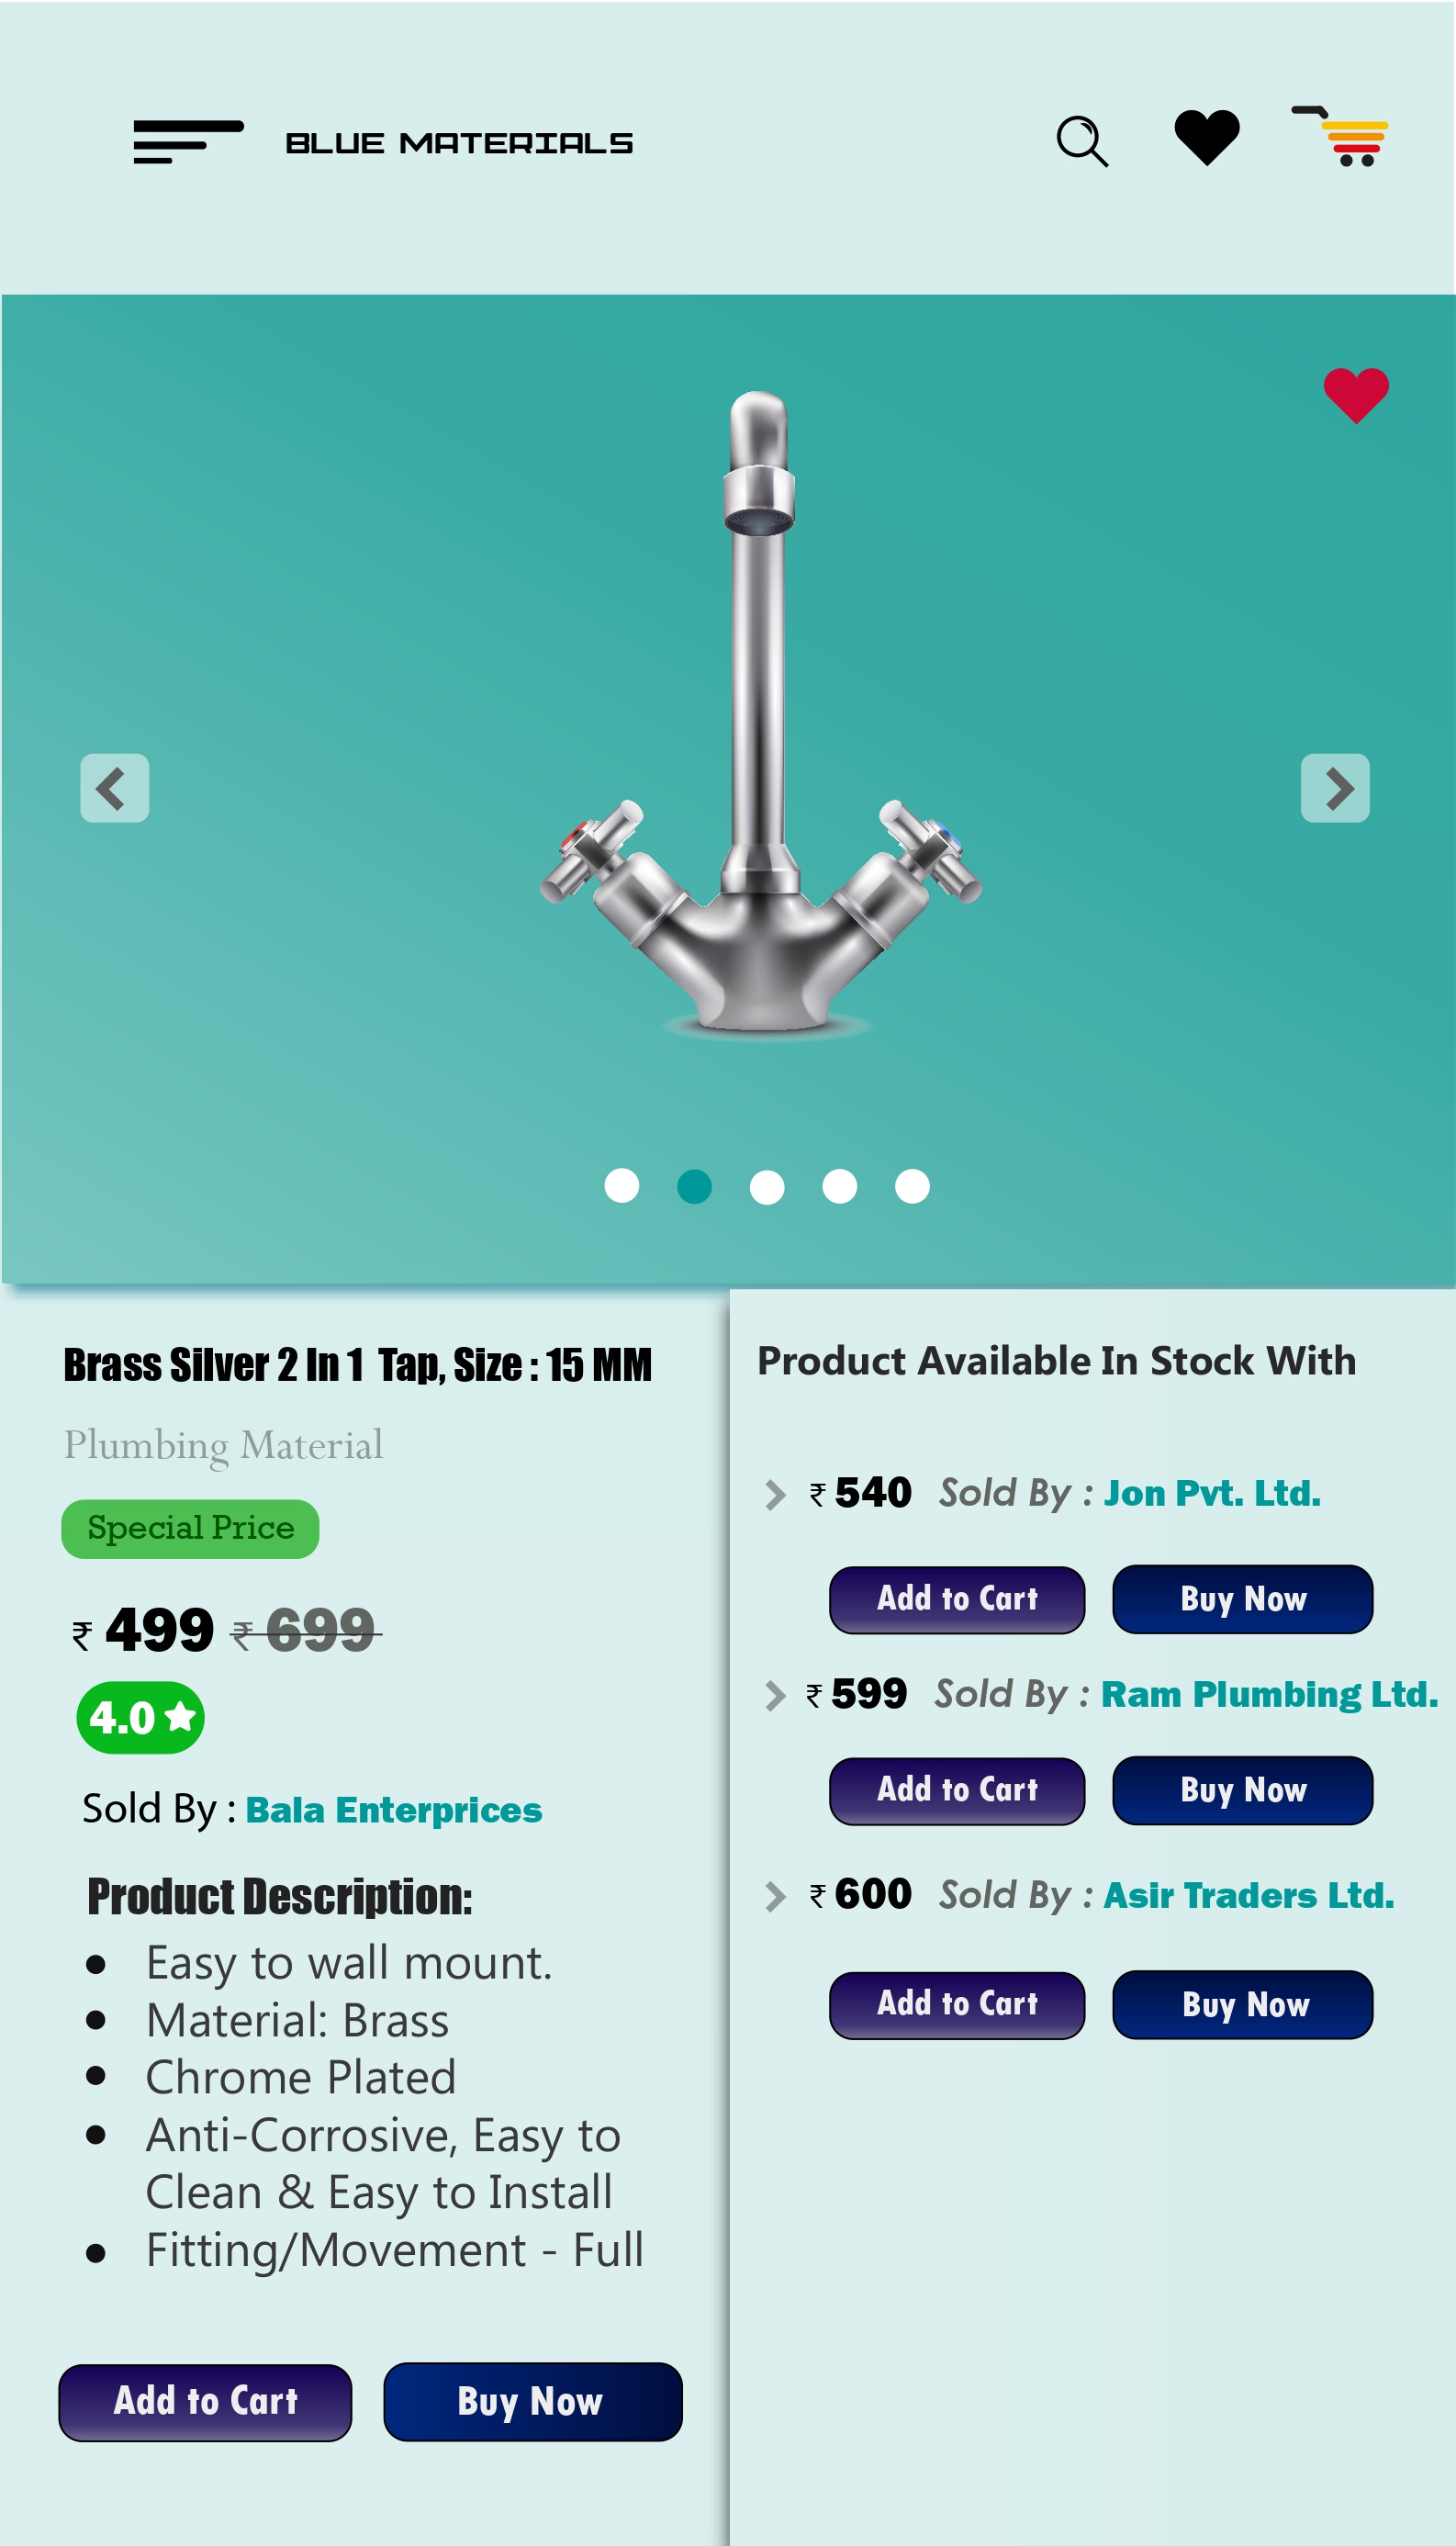 BLUE MATERIALS
Brass Silver 2 In 1 Tap, Size : 15 MM
Plumbing Material
Special Price
₹ 499 ₹ 699
4.0
Sold By : Bala Enterprices
Product Description:
● Easy to wall mount.
● Material: Brass
● Chrome Plated
● Anti-Corrosive, Easy to
Clean & Easy to Install
● Fitting/Movement - Full
Add to Cart Buy Now
Product Available In Stock With
₹ 540 Sold By : Jon Pvt. Ltd.
Add to Cart Buy Now
₹ 599 Sold By : Ram Plumbing Ltd.
Add to Cart Buy Now
₹ 600 Sold By : Asir Traders Ltd.
Add to Cart Buy Now